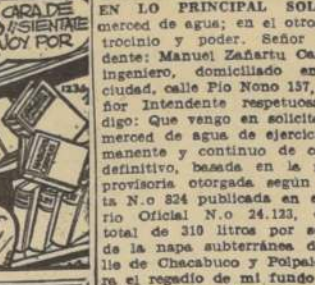 CARA DE
¡¡SIENTATE
JOY POR
EN LO PRINCIPAL SOL
merced de agua; en el otro
trocinio y poder. Señor
dente: Manuel Zañartu Ca
ingeniero, domiciliado en
ciudad, calle Pío Nono 157,
ñor Intendente respetuosa
digo: Que vengo en solicita
merced de agua de ejercic
manente y continuo de c
definitivo, basada en la
provisoria otorgada según
ta N.o 824 publicada en e
rio Oficial N.o 24.123,
total de 310 litros por s
de la napa subterránea d
lle de Chacabuco y Polpai
ra el regadío de mi fundo